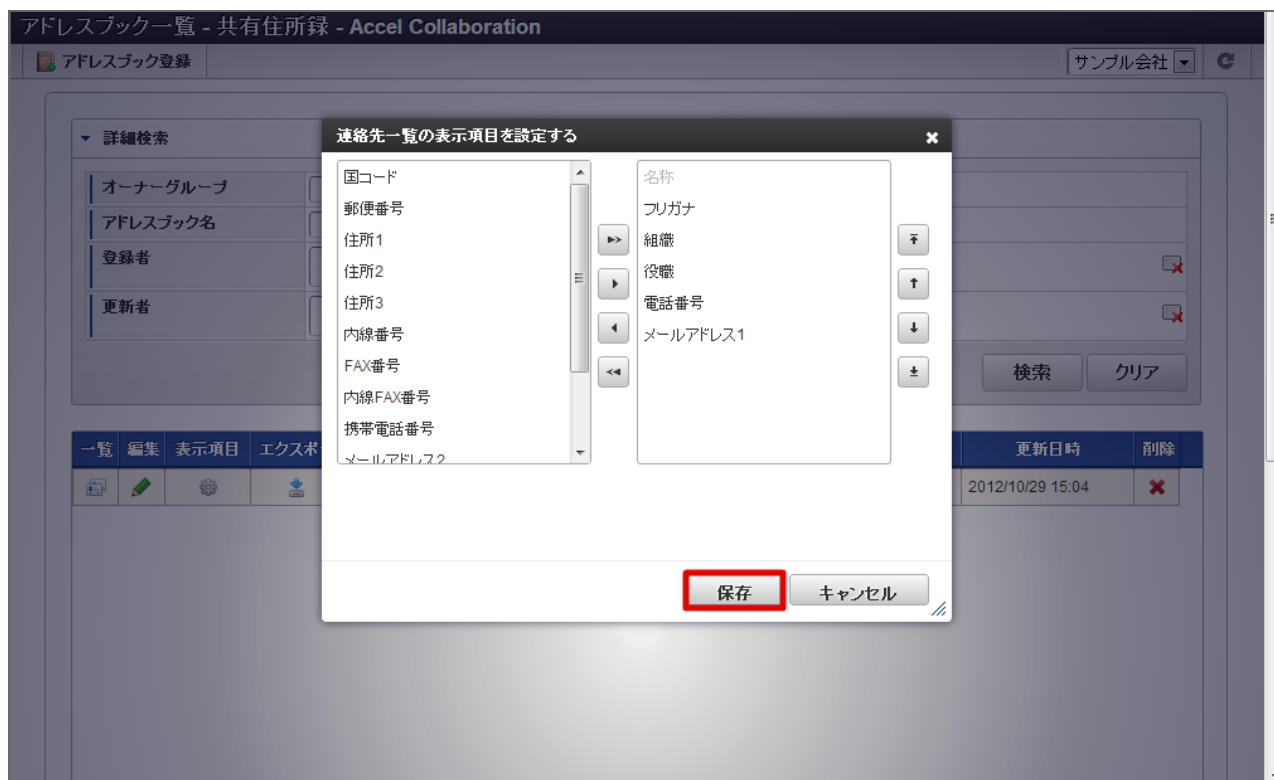 アドレスブック一覧 - 共有住所録 - Accel Collaboration
アドレスブック登録
サンプル会社
詳細検索
オーナーグループ
アドレスブック名
登録者
更新者
検索 クリア
一覧 編集 表示項目 エクスポ 更新日時 削除
2012/10/29 15:04
連絡先一覧の表示項目を設定する
国コード
郵便番号
住所1
住所2
住所3
内線番号
FAX番号
内線FAX番号
携帯電話番号
メールアドレス2
名称
フリガナ
組織
役職
電話番号
メールアドレス1
保存 キャンセル